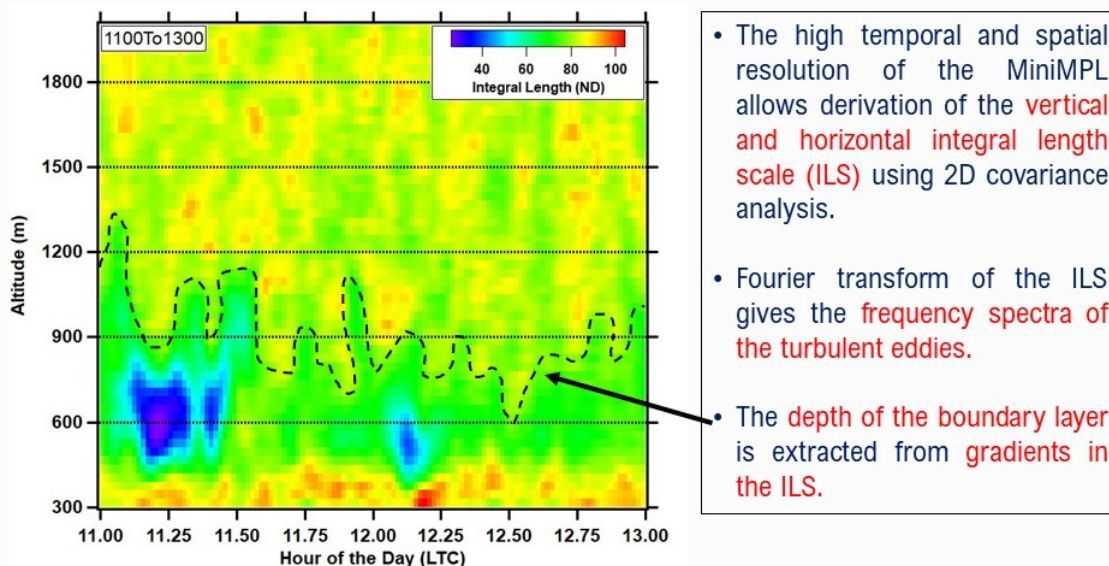 1100To1300
40 60 80 100
Integral Length (ND)
1800
1500
1200
900
600
300
Altitude (m)
11.00 11.25 11.50 11.75 12.00 12.25 12.50 12.75 13.00
Hour of the Day (LTC)
• The high temporal and spatial
resolution of the MiniMPL
allows derivation of the vertical
and horizontal integral length
scale (ILS) using 2D covariance
analysis.
• Fourier transform of the ILS
gives the frequency spectra of
the turbulent eddies.
• The depth of the boundary layer
is extracted from gradients in
the ILS.